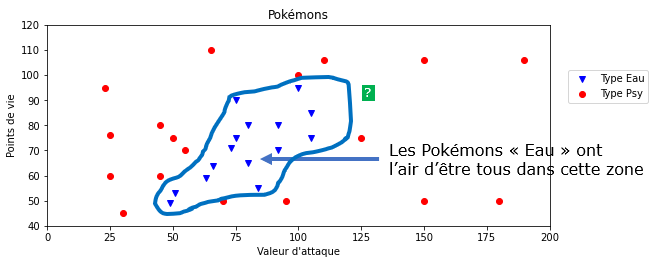 Pokémons
120
110
100
90
80
70
60
50
40
Points de vie
0 25 50 75 100 125 150 175 200
Valeur d'attaque
?
Type Eau
Type Psy
Les Pokémons « Eau » ont
l’air d’être tous dans cette zone